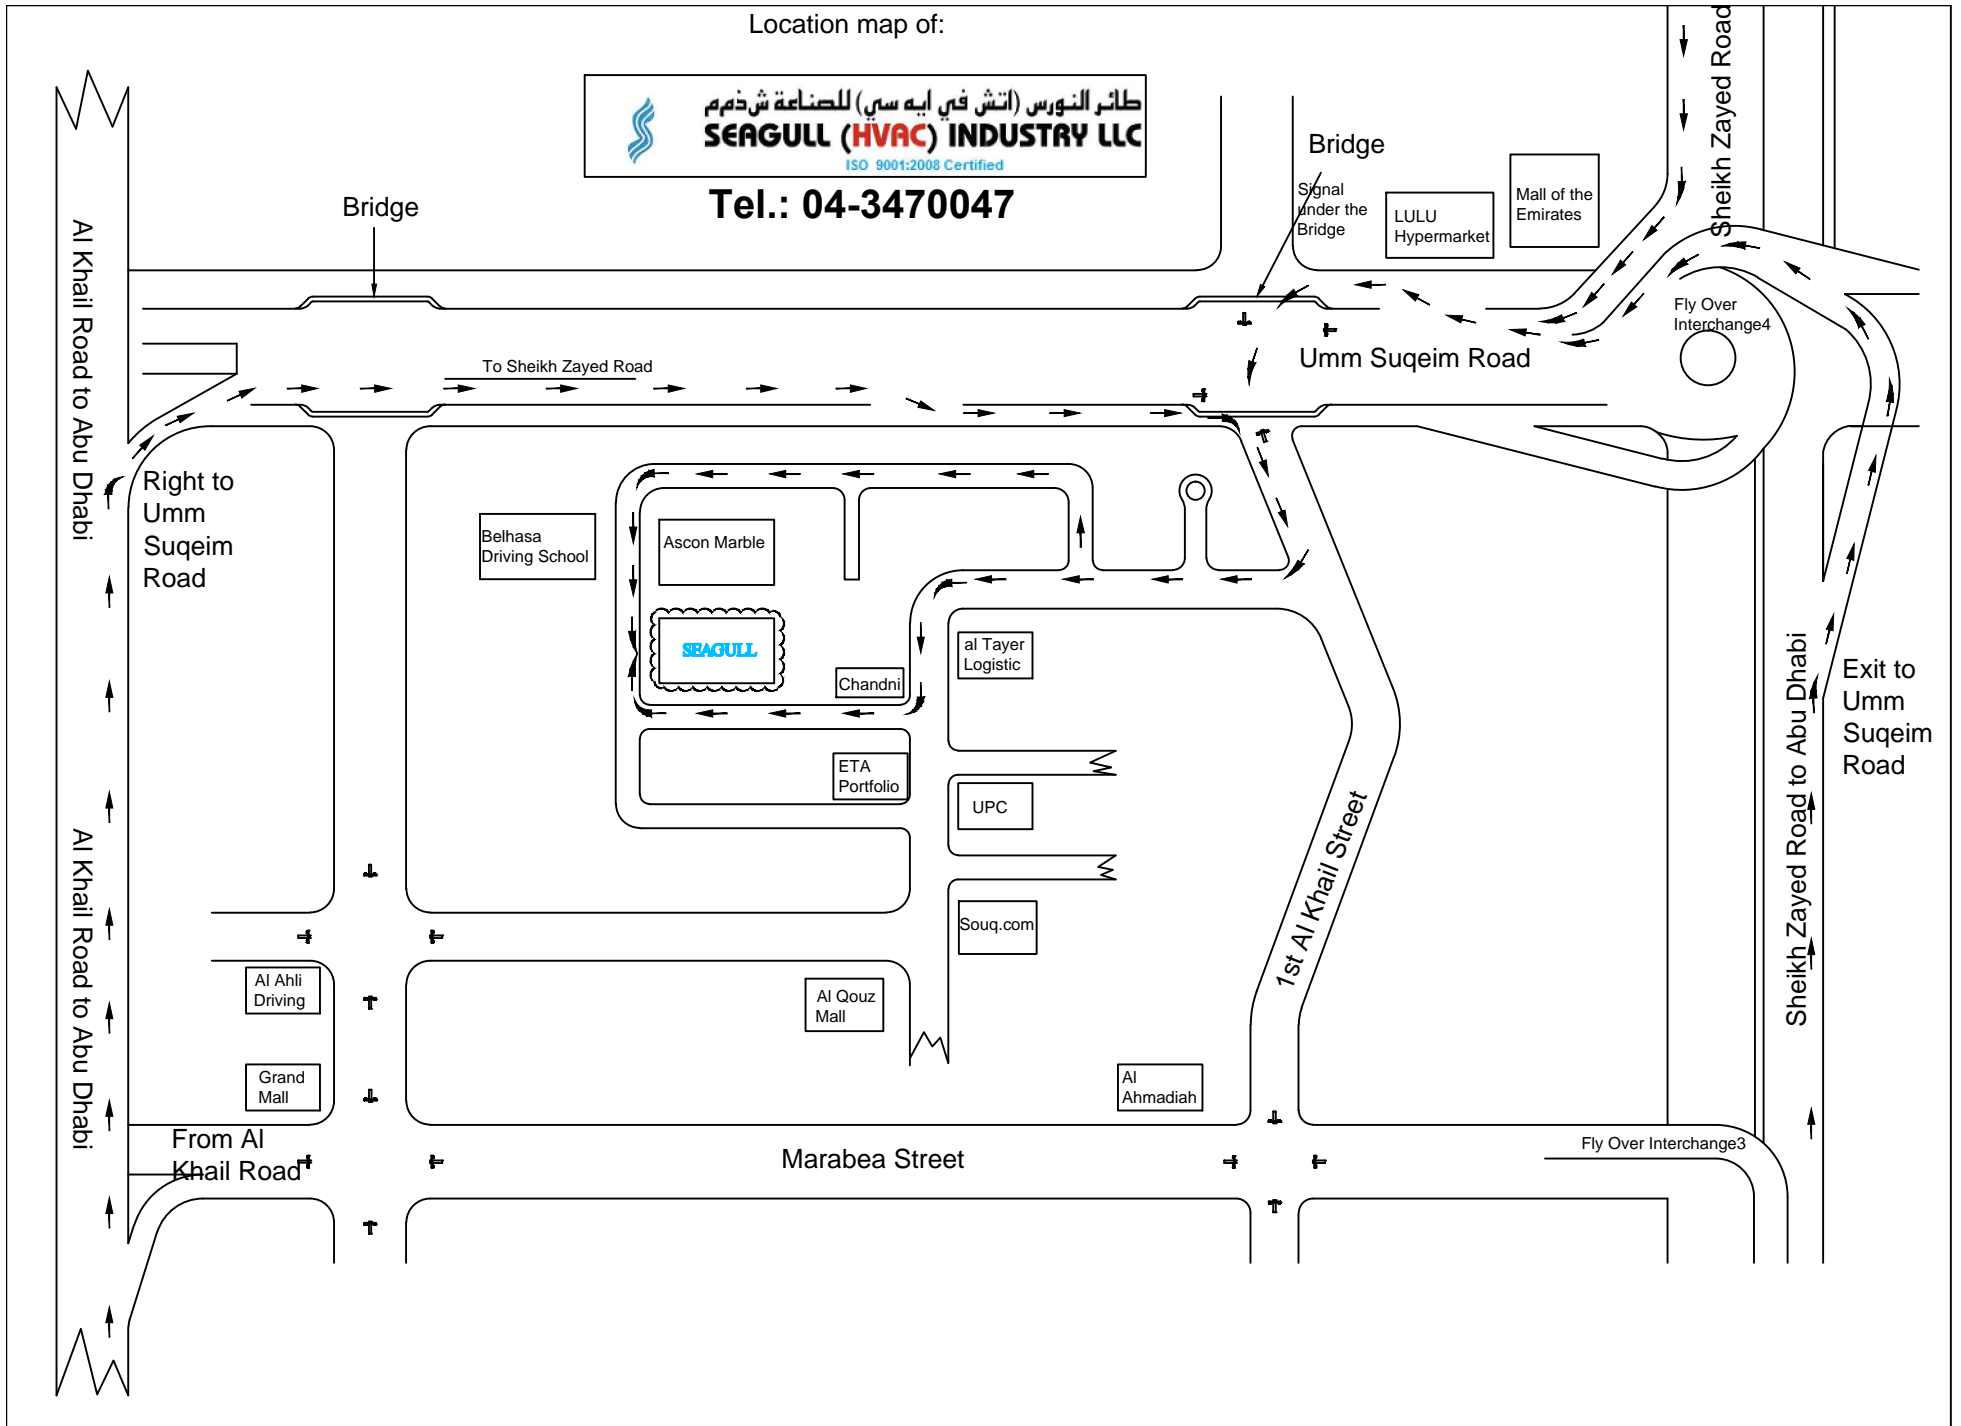 Location map of:
طائر النورس (اتش في ايه سي) للصناعة ش ذ م م
SEAGULL (HVAC) INDUSTRY LLC
ISO 9001:2008 Certified
Tel.: 04-3470047
Sheikh Zayed Road
Bridge
Bridge
Signal
under the
Bridge
LULU
Hypermarket
Mall of the
Emirates
Al Khail Road to Abu Dhabi
Fly Over
Interchange4
Umm Suqeim Road
To Sheikh Zayed Road
Right to
Umm
Suqeim
Road
Belhasa
Driving School
Ascon Marble
SEAGULL
Chandni
al Tayer
Logistic
Exit to
Umm
Suqeim
Road
Sheikh Zayed Road to Abu Dhabi
ETA
Portfolio
UPC
1st Al Khail Street
Al Khail Road to Abu Dhabi
Souq.com
Al Ahli
Driving
Al Qouz
Mall
Grand
Mall
Al
Ahmadiah
From Al
Khail Road
Marabea Street
Fly Over Interchange3